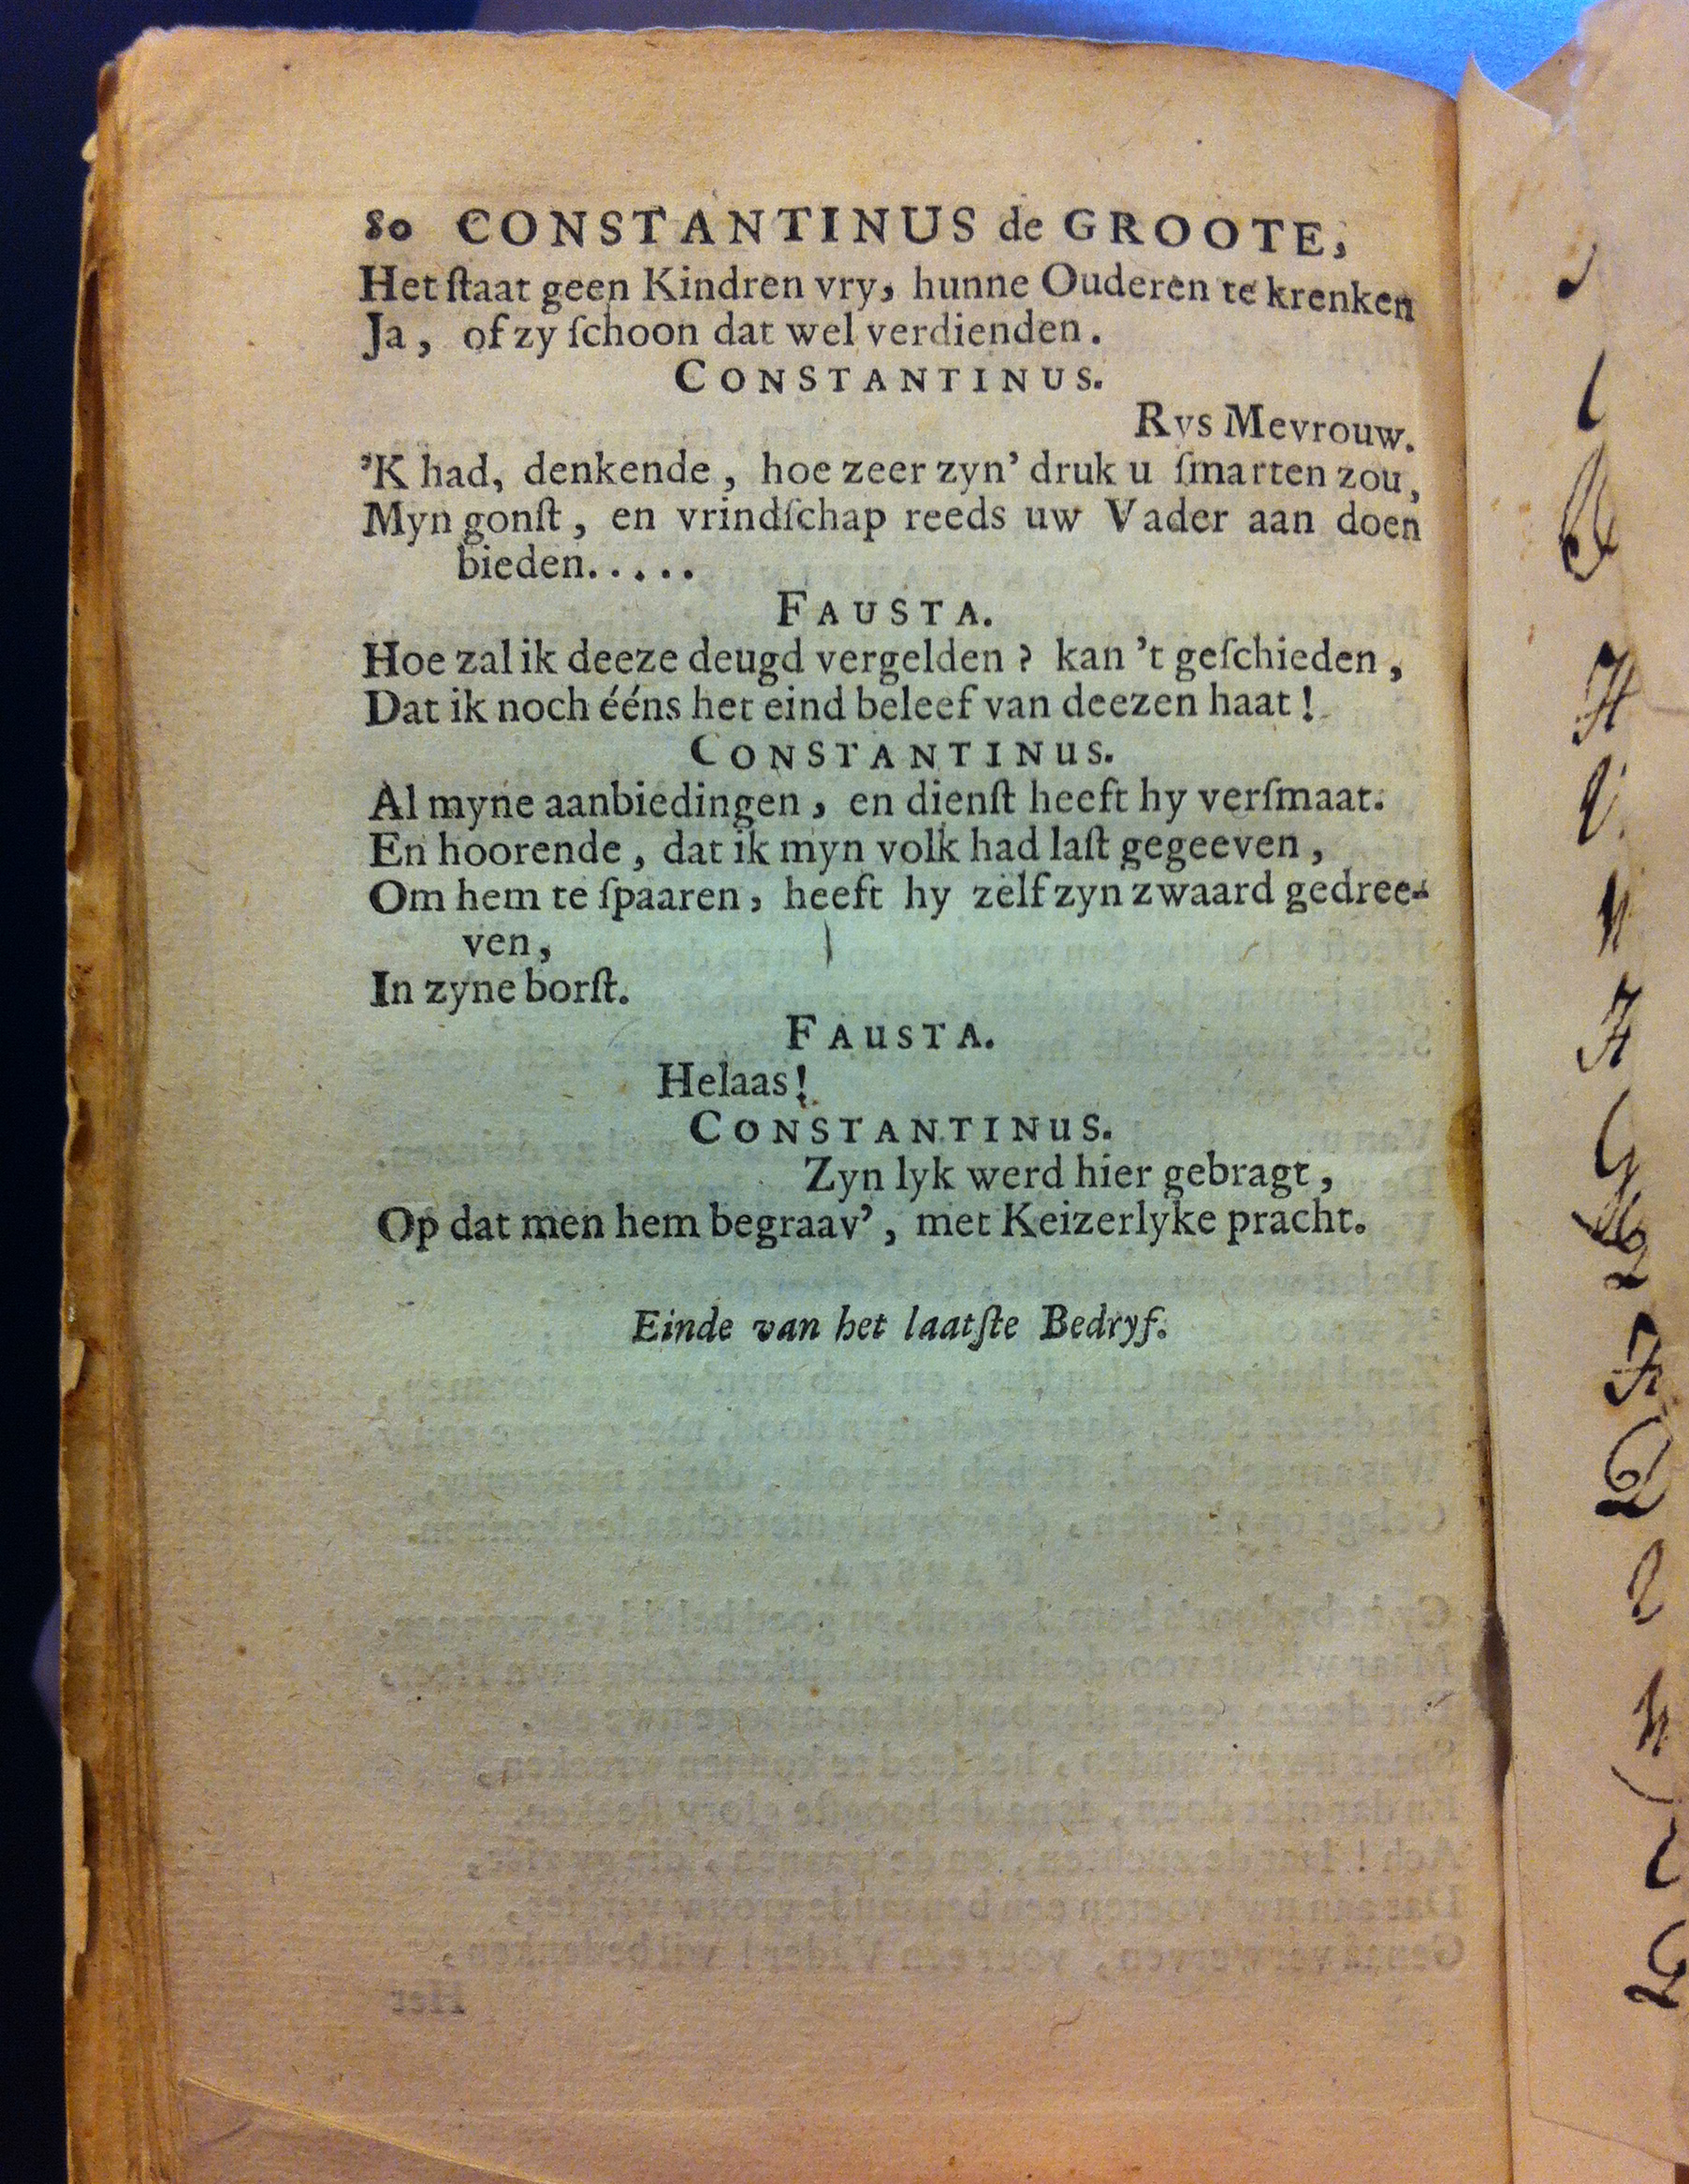 80 CONSTANTINUS de GROOTE,
Het ſtaat geen Kindren vry, hunne Ouderen te krenken
Ja, of zy ſchoon dat wel verdienden.
CONSTANTINUS.
Rys Mevrouw.
'K had, denkende, hoe zeer zyn' druk u ſmarten zou,
Myn gonſt, en vrindſchap reeds uw Vader aan doen
bieden.....
FAUSTA.
Hoe zal ik deeze deugd vergelden? kan 't geſchieden,
Dat ik noch ééns het eind beleef van deezen haat!
CONSTANTINUS.
Al myne aanbiedingen, en dienſt heeft hy verſmaat.
En hoorende, dat ik myn volk had laſt gegeeven,
Om hem te ſpaaren, heeft hy zelf zyn zwaard gedree-
ven,
In zyne borſt.
FAUSTA.
Helaas!
CONSTANTINUS.
Zyn lyk werd hier gebragt,
Op dat men hem begraav', met Keizerlyke pracht.
Einde van het laatſte Bedryf.